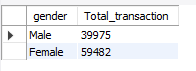 gender Total_transaction
Male 39975
Female 59482